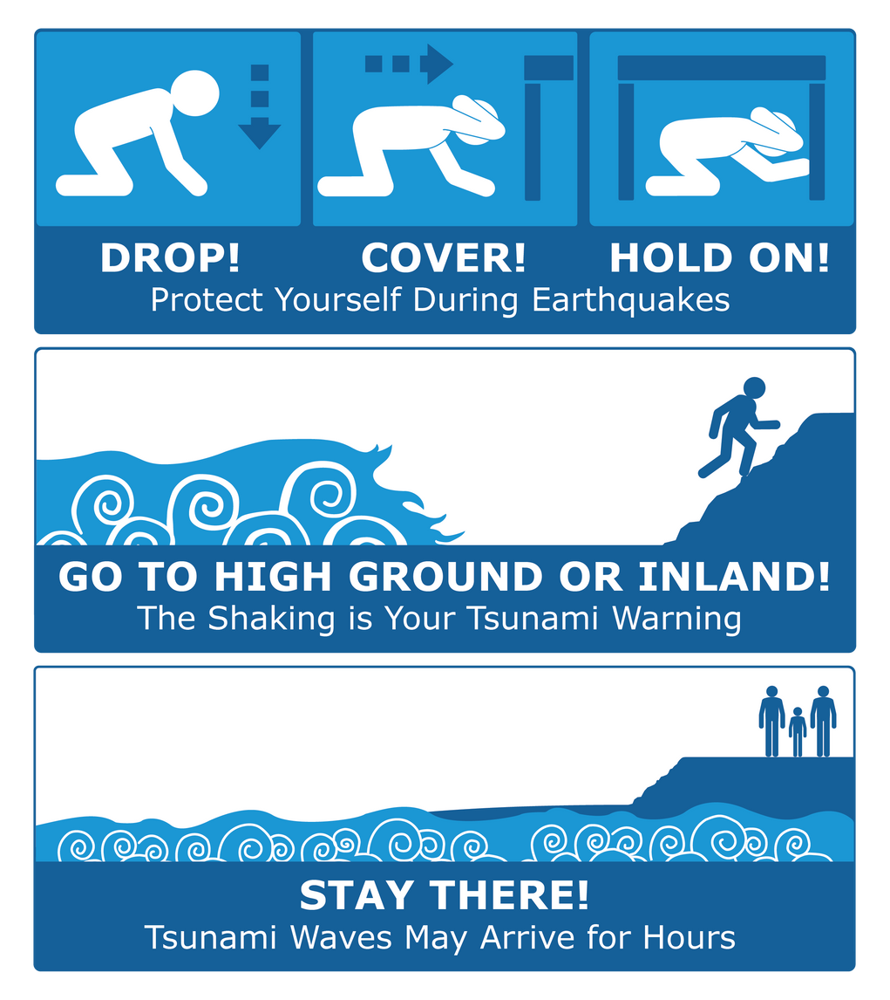 DROP! COVER! HOLD ON!
Protect Yourself During Earthquakes
GO TO HIGH GROUND OR INLAND!
The Shaking is Your Tsunami Warning
STAY THERE!
Tsunami Waves May Arrive for Hours